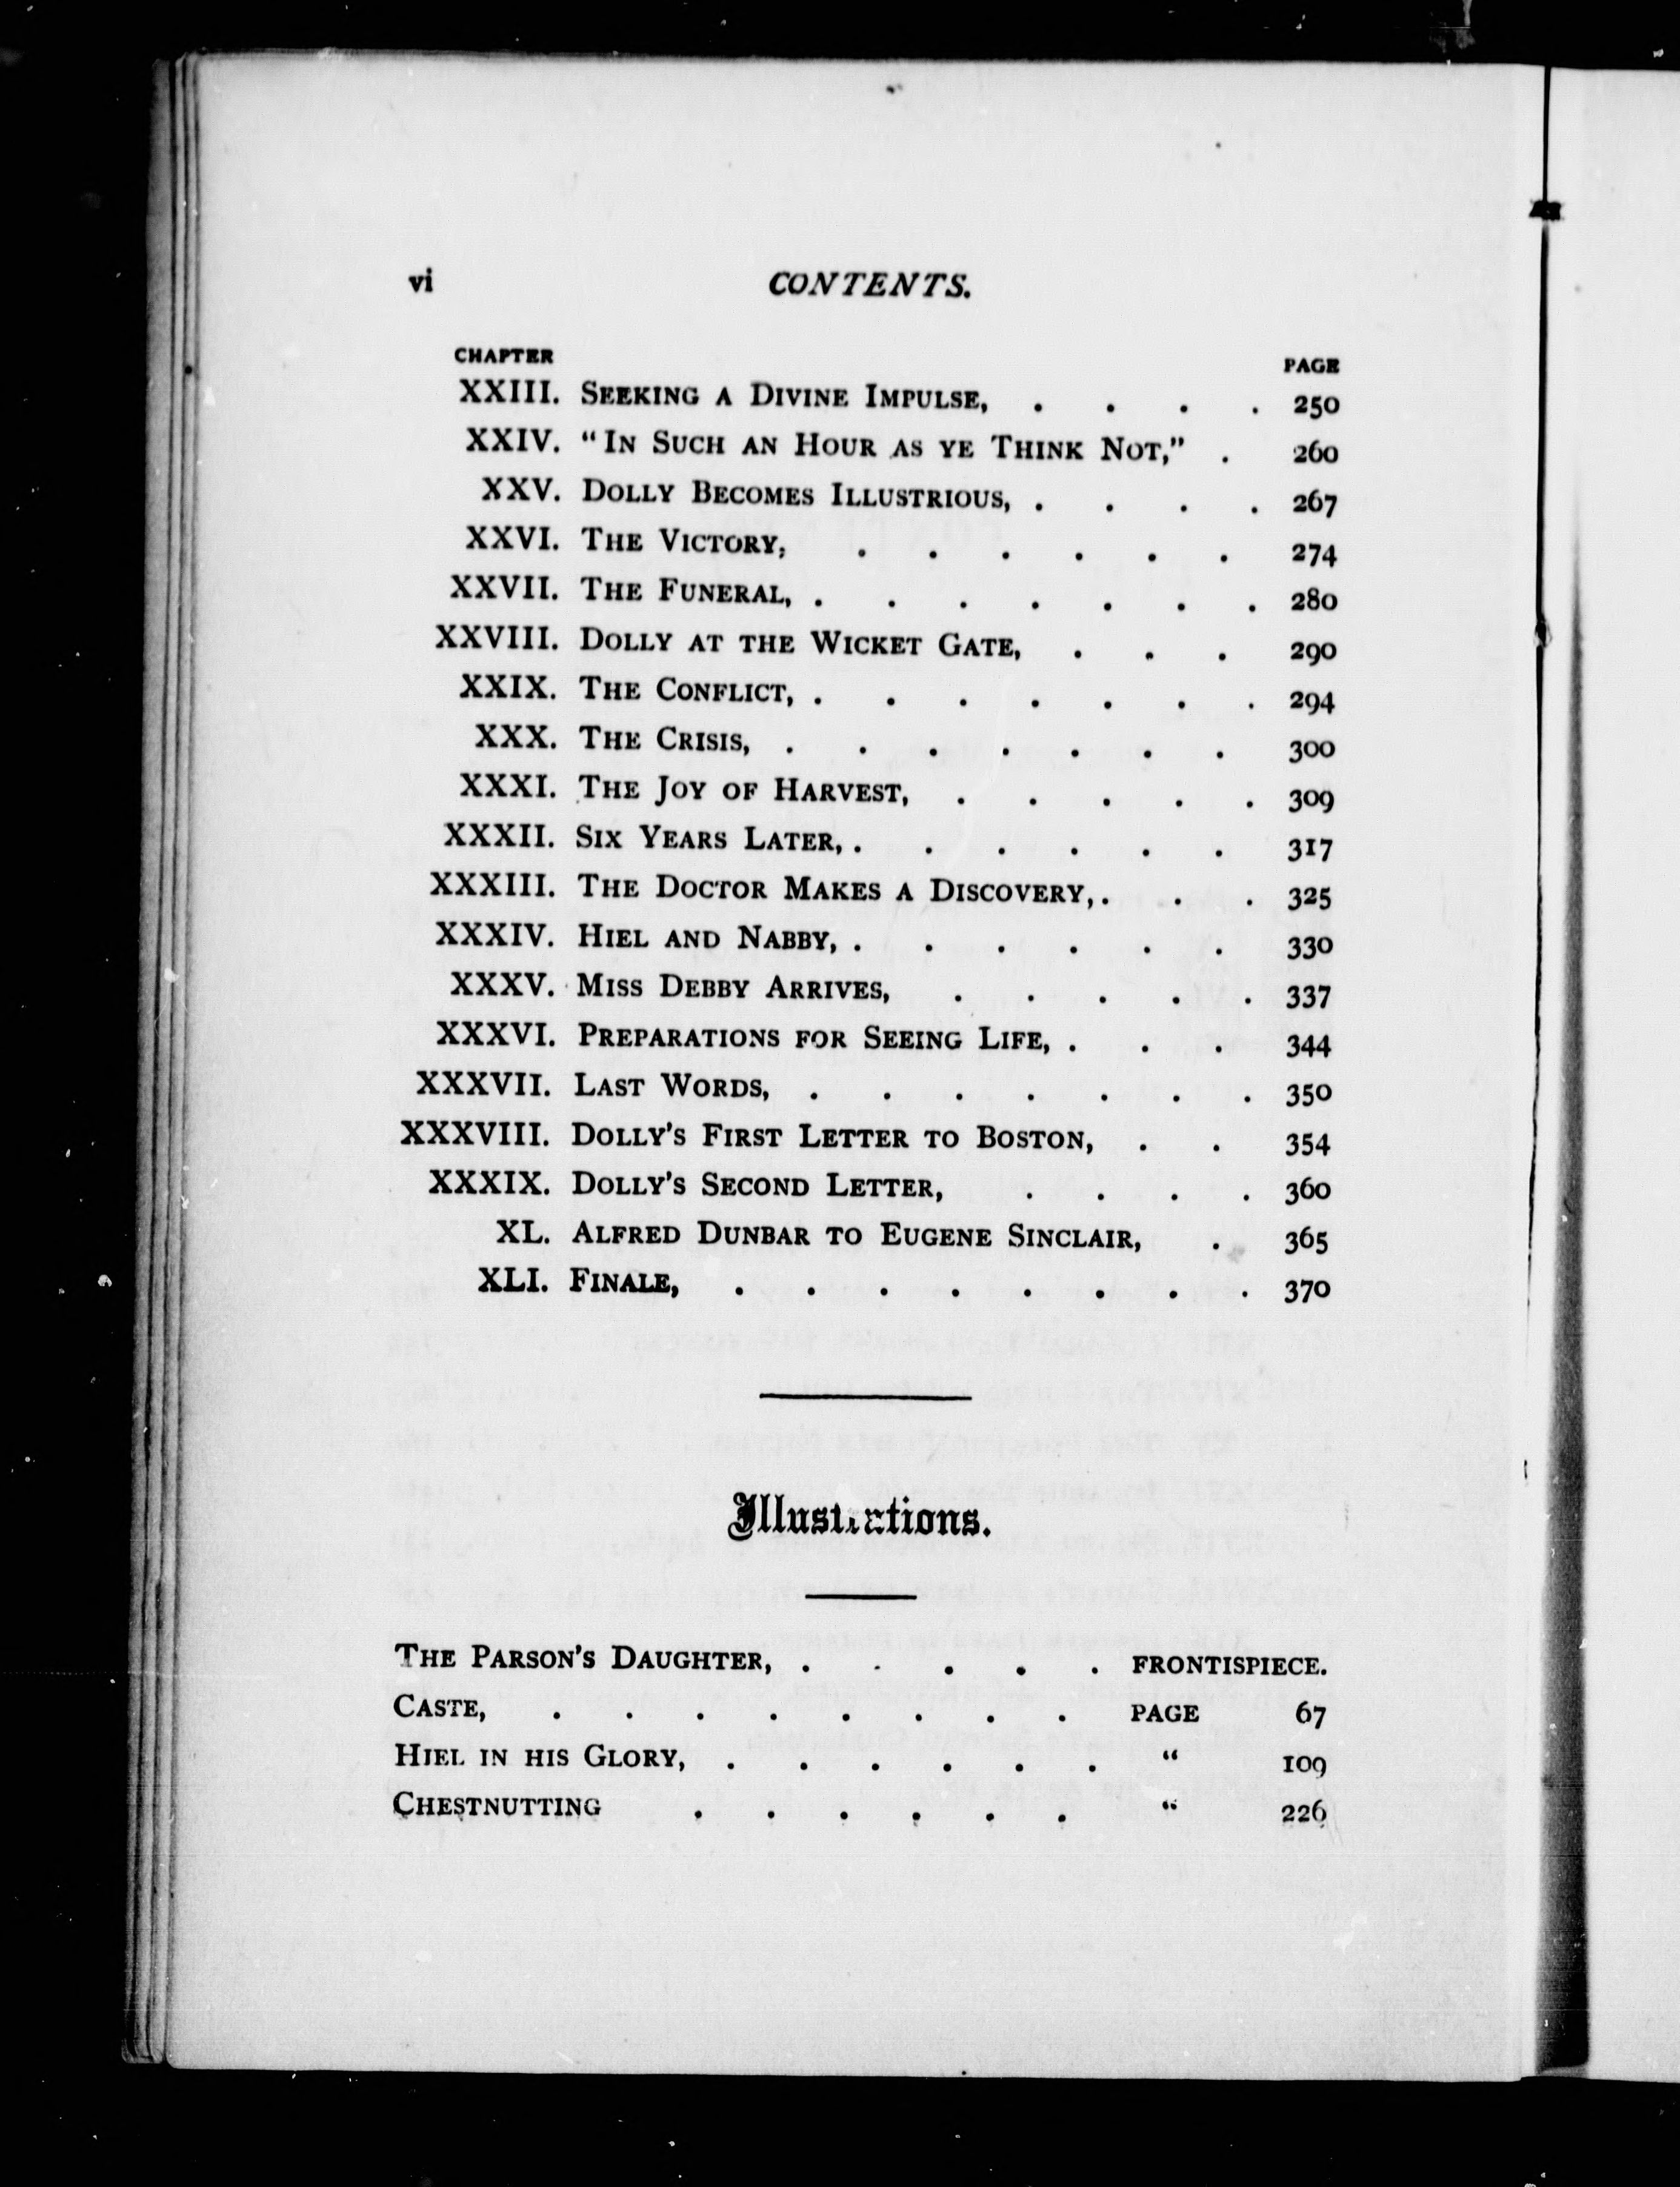 vi CONTENTS.
CHAPTER PAGE
XXIII. SEEKING A DIVINE IMPULSE, . . . . 250
XXIV. “IN SUCH AN HOUR AS YE THINK NOT,” . 260
XXV. DOLLY BECOMES ILLUSTRIOUS, . . . . 267
XXVI. THE VICTORY, . . . . . . 274
XXVII. THE FUNERAL, . . . . . . . 280
XXVIII. DOLLY AT THE WICKET GATE, . . . 290
XXIX. THE CONFLICT, . . . . . . . 294
XXX. THE CRISIS, . . . . . . . 300
XXXI. THE JOY OF HARVEST, . . . . . 309
XXXII. SIX YEARS LATER, . . . . . . 317
XXXIII. THE DOCTOR MAKES A DISCOVERY, . . . 325
XXXIV. HIEL AND NABBY, . . . . . . 330
XXXV. MISS DEBBY ARRIVES, . . . . . 337
XXXVI. PREPARATIONS FOR SEEING LIFE, . . . 344
XXXVII. LAST WORDS, . . . . . . . 350
XXXVIII. DOLLY'S FIRST LETTER TO BOSTON, . . 354
XXXIX. DOLLY'S SECOND LETTER, . . . . 360
XL. ALFRED DUNBAR TO EUGENE SINCLAIR, . 365
XLI. FINALE, . . . . . . . . 370
Illustrations.
THE PARSON'S DAUGHTER, . . . . . FRONTISPIECE.
CASTE, . . . . . . . . PAGE 67
HIEL IN HIS GLORY, . . . . . . “ 109
CHESTNUTTING . . . . . . “ 226